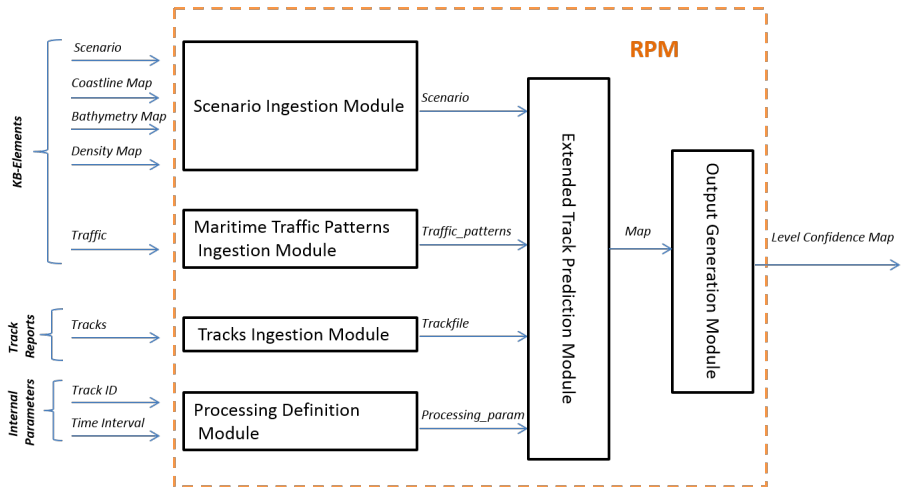 RPM
KB-Elements
Scenario
Coastline Map
Bathymetry Map
Density Map
Traffic
Scenario Ingestion Module
Scenario
Maritime Traffic Patterns
Ingestion Module
Traffic_patterns
Track
Reports
Tracks
Tracks Ingestion Module
Trackfile
Internal
Parameters
Track ID
Time Interval
Processing Definition
Module
Processing_param
Extended Track Prediction Module
Map
Output Generation Module
Level Confidence Map